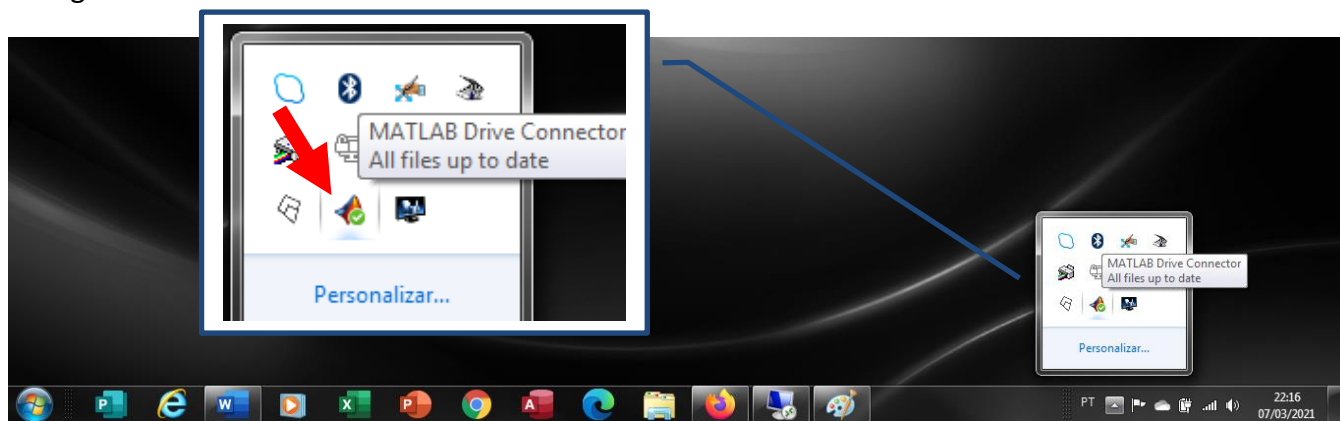 MATLAB Drive Connector
All files up to date
Personalizar...
MATLAB Drive Connector
All files up to date
Personalizar...
PT
22:16
07/03/2021